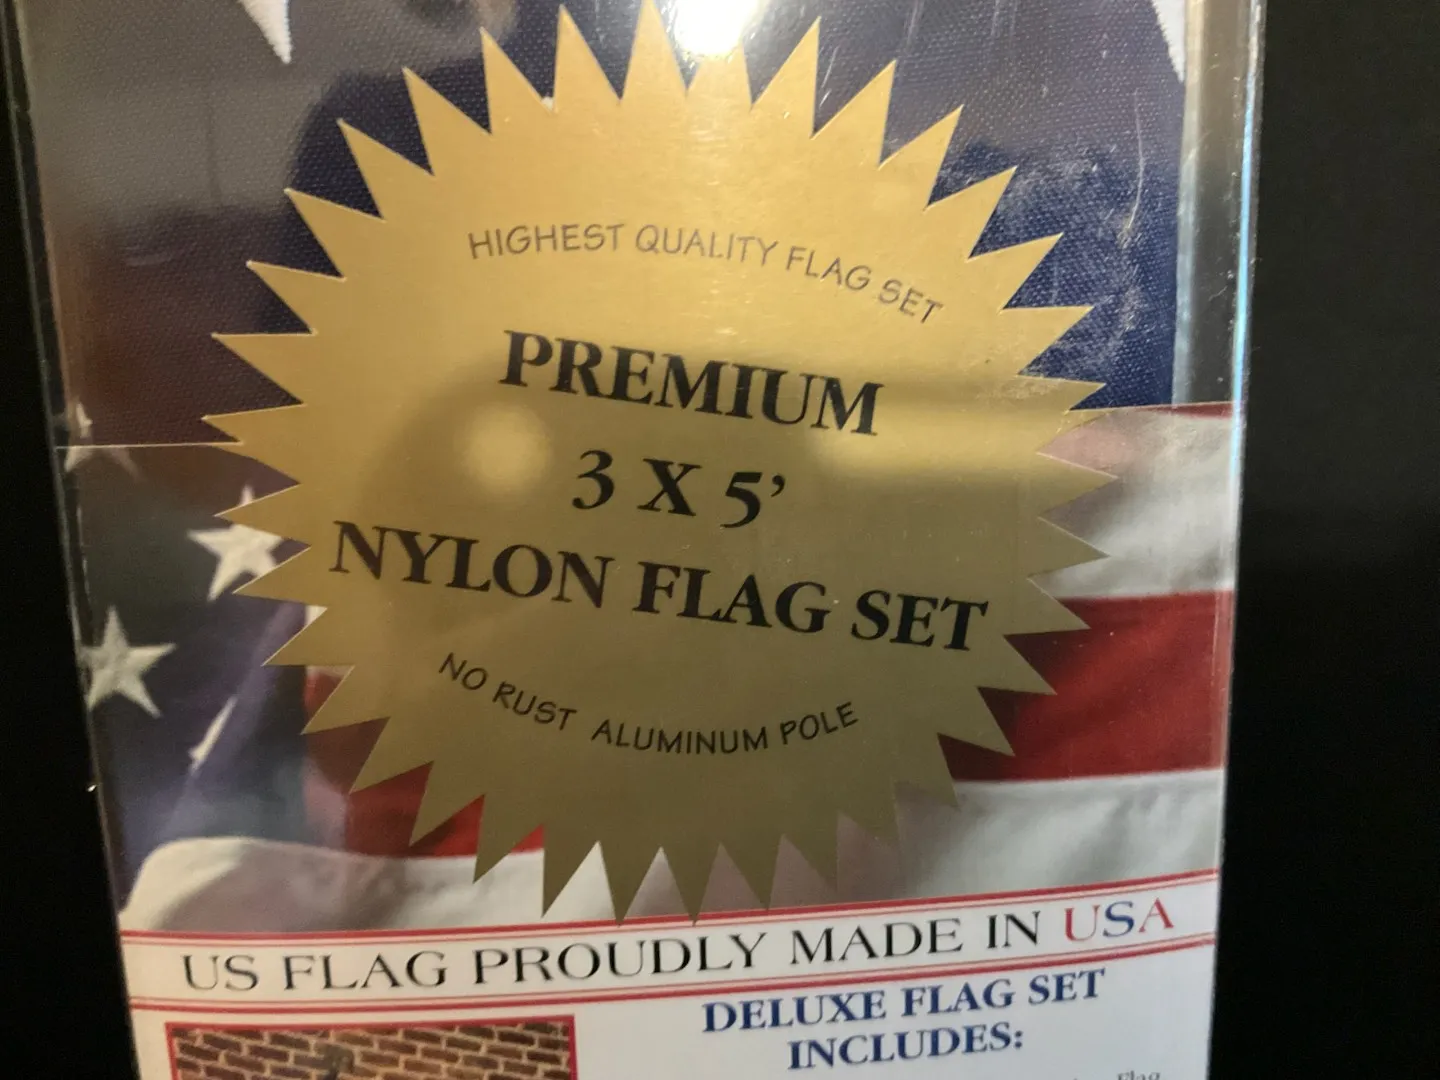 HIGHEST QUALITY FLAG SET
PREMIUM
3 X 5’
NYLON FLAG SET
NO RUST ALUMINUM POLE
US FLAG PROUDLY MADE IN USA
DELUXE FLAG SET
INCLUDES:
Flag